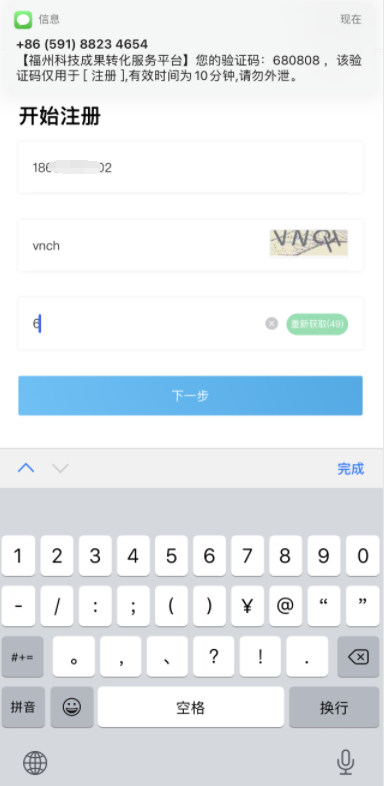 信息 现在
+86 (591) 8823 4654
【福州科技成果转化服务平台】您的验证码：680808 ，该验
证码仅用于 [ 注册 ],有效时间为10分钟,请勿外泄。
开始注册
186 02
vnch VNCH
6 重新获取(49)
下一步
完成
1 2 3 4 5 6 7 8 9 0
- / : ; ( ) ¥ @ “ ”
#+= 。 , 、 ? ! .
拼音 空格 换行